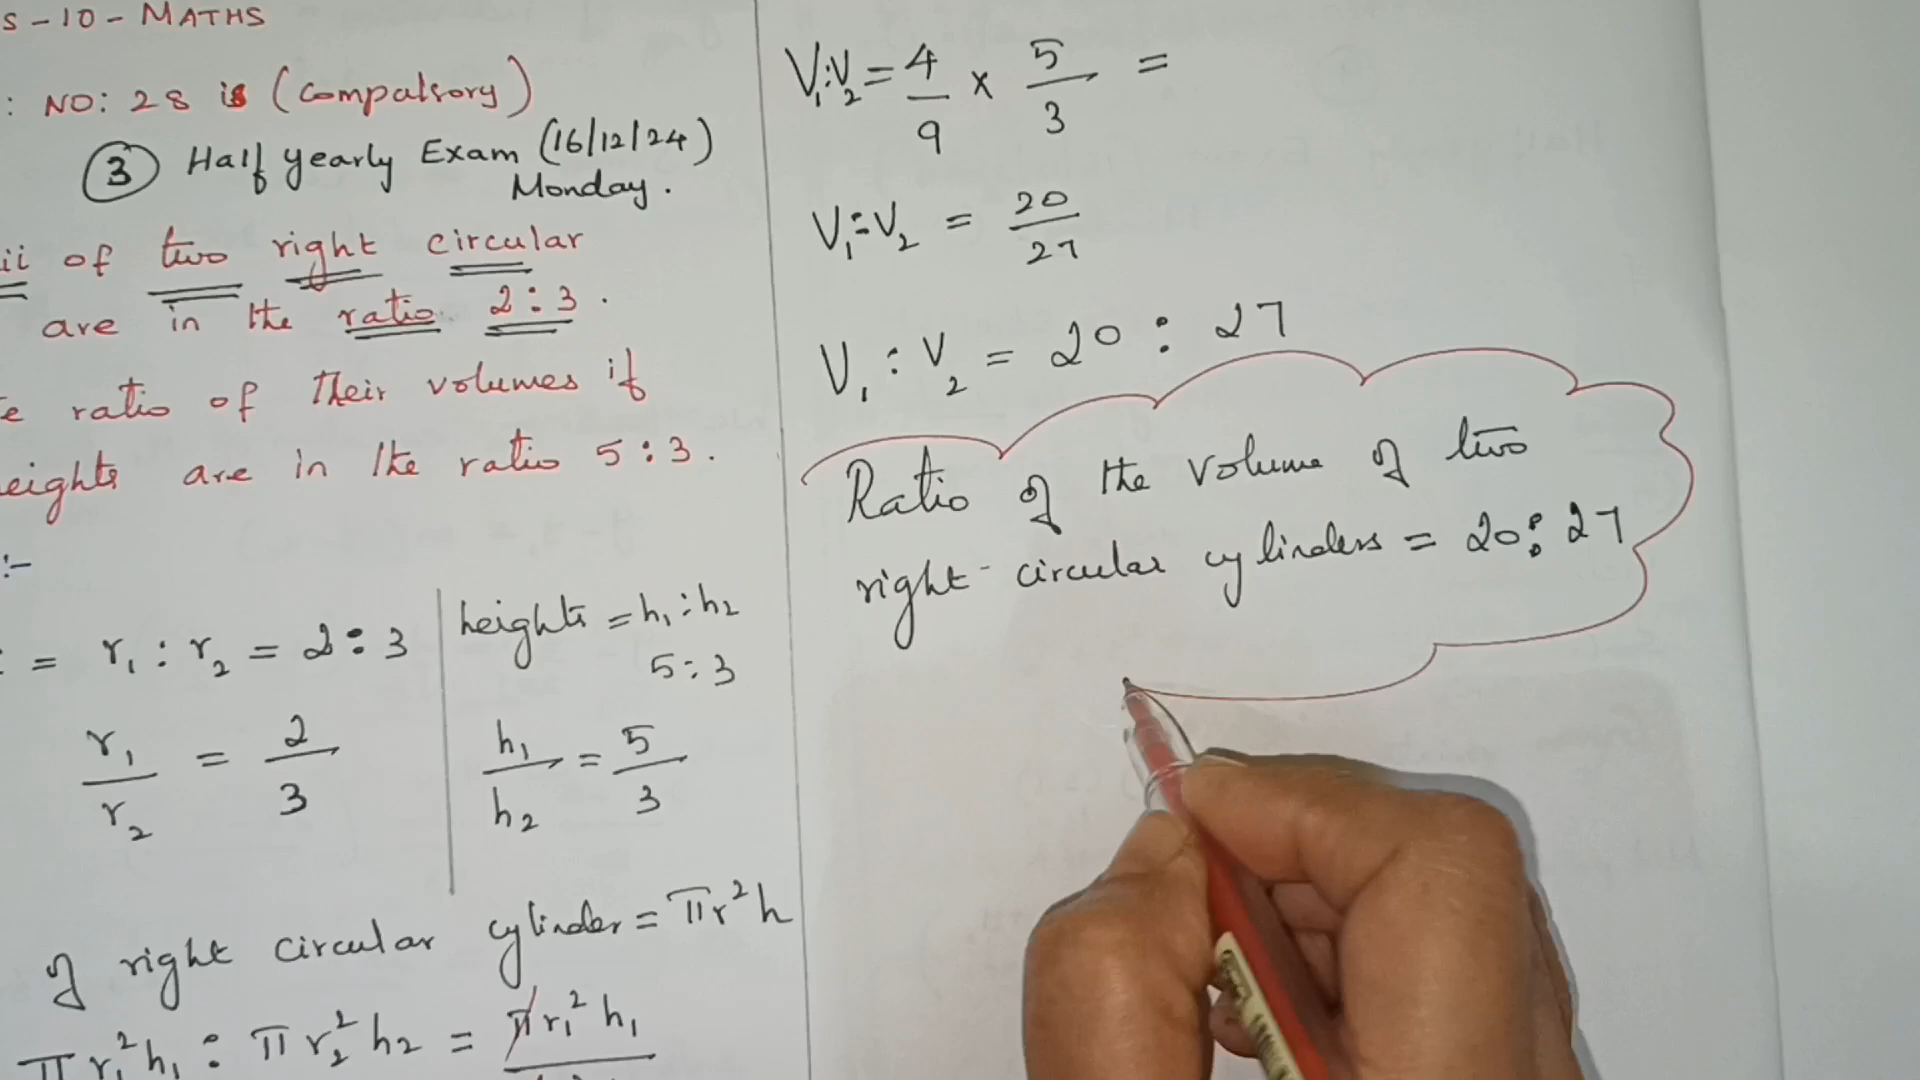 S - 10 - MATHS
: NO: 28 is (Compulsory)
3 Half yearly Exam (16/12/24)
Monday.
ii of two right circular
are in the ratio 2 : 3 .
e ratio of Their volumes if
eights are in the ratio 5 : 3 .
:-
= r₁ : r₂ = 2 : 3
r₁/r₂ = 2/3
heights = h₁ : h₂
5 : 3
h₁/h₂ = 5/3
of right circular cylinder = πr²h
πr₁²h₁ : πr₂²h₂ = πr₁²h₁
V₁:V₂ = 4/9 × 5/3 =
V₁:V₂ = 20/27
V₁ : V₂ = 20 : 27
Ratio of the volume of two
right circular cylinders = 20 : 27